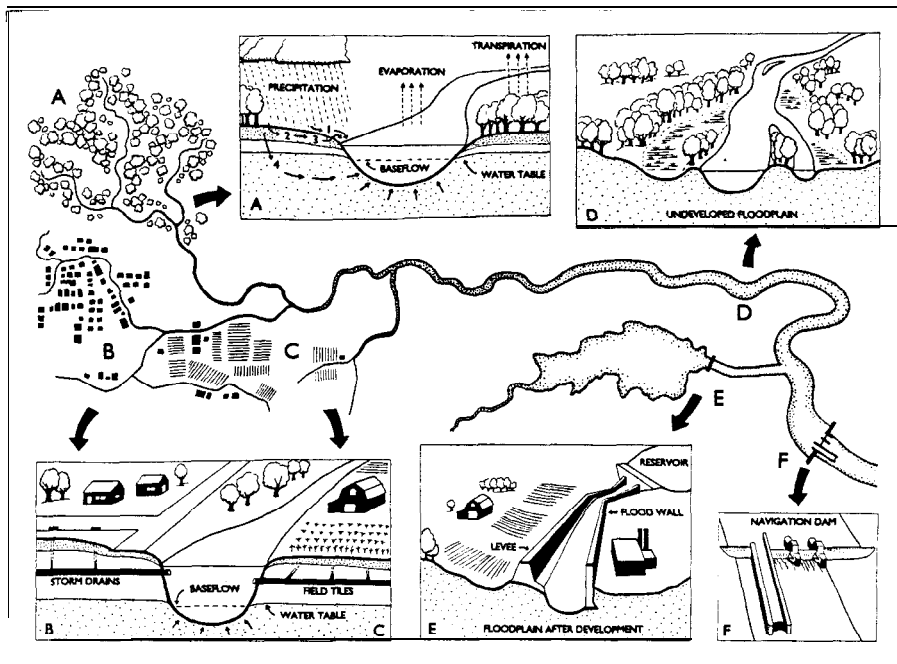 A
PRECIPITATION
EVAPORATION
TRANSPIRATION
1
2
3
4
BASEFLOW
WATER TABLE
A
D
UNDEVELOPED FLOODPLAIN
B
C
D
E
F
STORM DRAINS
BASEFLOW
FIELD TILES
WATER TABLE
B
C
RESERVOIR
FLOOD WALL
LEVEE
E
FLOODPLAIN AFTER DEVELOPMENT
NAVIGATION DAM
F